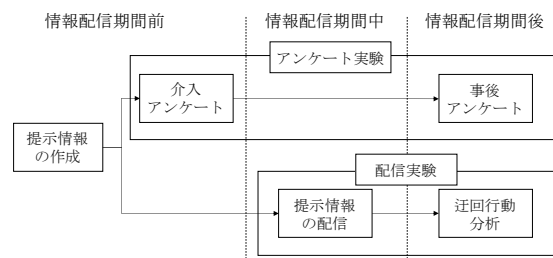 情報配信期間前
情報配信期間中
情報配信期間後
アンケート実験
介入
アンケート
事後
アンケート
提示情報
の作成
配信実験
提示情報
の配信
迂回行動
分析